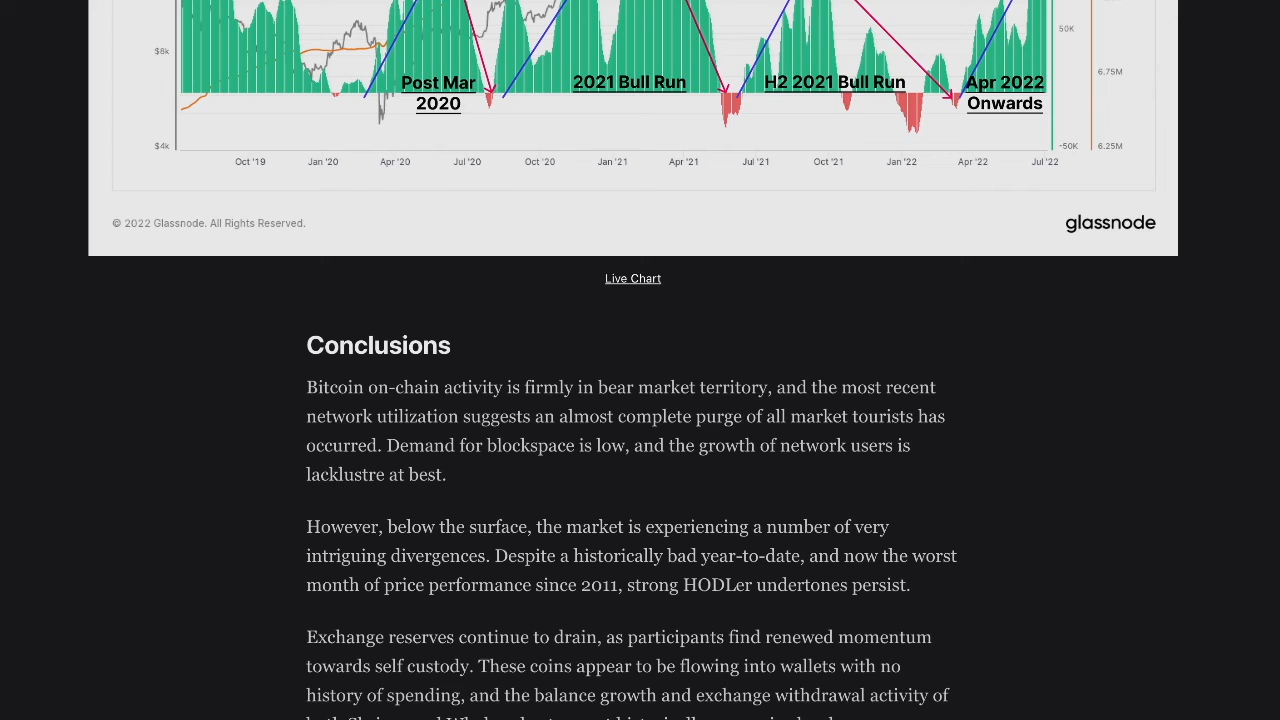 $8k
50K
6.75M
Post Mar
2020
2021 Bull Run
H2 2021 Bull Run
Apr 2022
Onwards
$4k
-50K
6.25M
Oct '19
Jan '20
Apr '20
Jul '20
Oct '20
Jan '21
Apr '21
Jul '21
Oct '21
Jan '22
Apr '22
Jul '22
© 2022 Glassnode. All Rights Reserved.
glassnode
Live Chart
Conclusions
Bitcoin on-chain activity is firmly in bear market territory, and the most recent
network utilization suggests an almost complete purge of all market tourists has
occurred. Demand for blockspace is low, and the growth of network users is
lacklustre at best.
However, below the surface, the market is experiencing a number of very
intriguing divergences. Despite a historically bad year-to-date, and now the worst
month of price performance since 2011, strong HODLer undertones persist.
Exchange reserves continue to drain, as participants find renewed momentum
towards self custody. These coins appear to be flowing into wallets with no
history of spending, and the balance growth and exchange withdrawal activity of